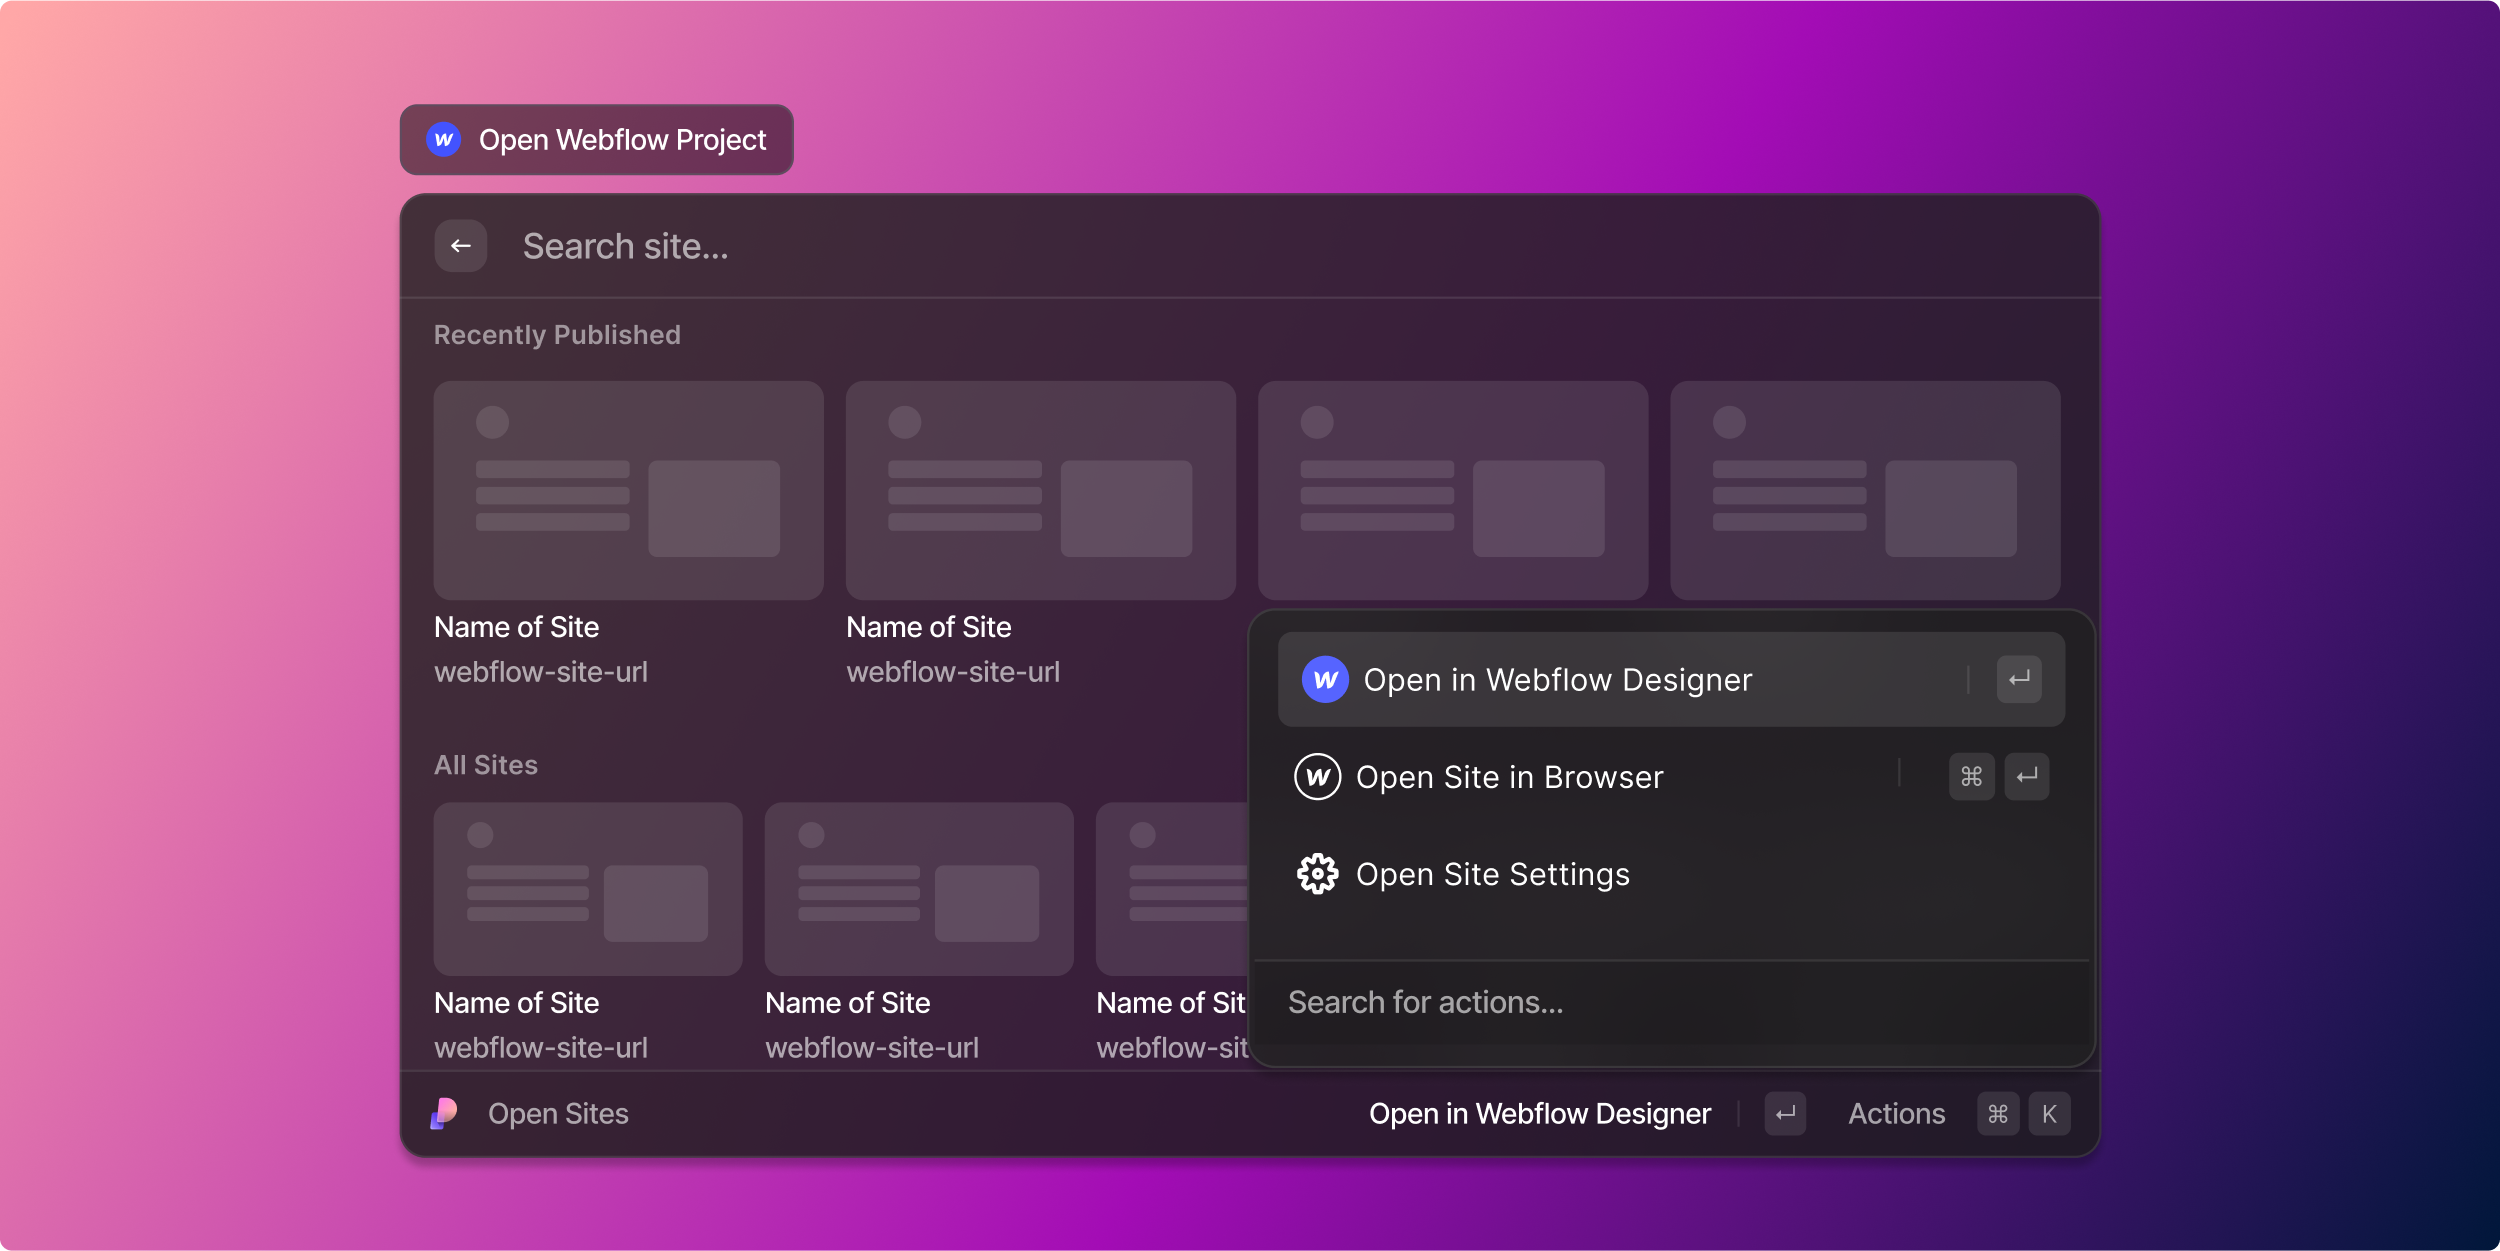 Open Webflow Project
Search site...
Recently Published
Name of Site
webflow-site-url
Name of Site
webflow-site-url
All Sites
Name of Site
webflow-site-url
Name of Site
webflow-site-url
Name of Sit
webflow-sit
Open in Webflow Designer
Open Site in Browser
⌘
Open Site Settings
Search for actions...
Open Sites
Open in Webflow Designer
Actions ⌘ K